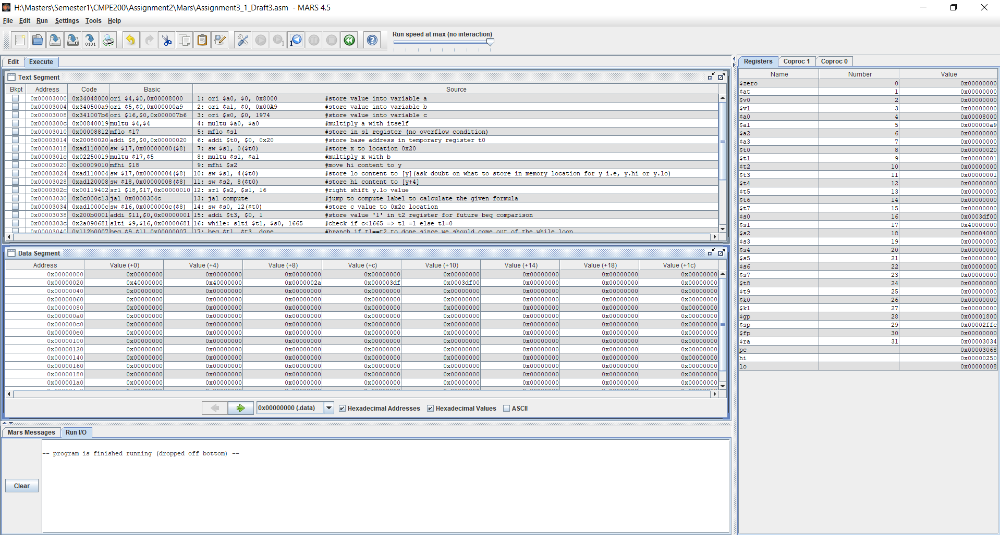 H:\Masters\Semester1\CMPE200\Assignment2\Mars\Assignment3_1_Draft3.asm - MARS 4.5
File Edit Run Settings Tools Help
Run speed at max (no interaction)
Edit Execute
Text Segment
Bkpt Address Code Basic Source
0x00003000 0x34048000 ori $4,$0,0x00008000 1: ori $a0, $0, 0x8000 #store value into variable a
0x00003004 0x340500a9 ori $5,$0,0x000000a9 2: ori $a1, $0, 0x00A9 #store value into variable b
0x00003008 0x341007b6 ori $16,$0,0x000007b6 3: ori $s0, $0, 1974 #store value into variable c
0x0000300c 0x00840019 multu $4,$4 4: multu $a0, $a0 #multiply a with itself
0x00003010 0x00008812 mflo $17 5: mflo $s1 #store in s1 register (no overflow condition)
0x00003014 0x20080020 addi $8,$0,0x00000020 6: addi $t0, $0, 0x20 #store base address in temporary register t0
0x00003018 0xad110000 sw $17,0x00000000($8) 7: sw $s1, 0($t0) #store x to location 0x20
0x0000301c 0x02250019 multu $17,$5 8: multu $s1, $a1 #multiply x with b
0x00003020 0x00009010 mfhi $18 9: mfhi $s2 #move hi content to y
0x00003024 0xad110004 sw $17,0x00000004($8) 10: sw $s1, 4($t0) #store lo content to [y](ask doubt on what to store in memory location for y i.e, y.hi or y.lo)
0x00003028 0xad120008 sw $18,0x00000008($8) 11: sw $s2, 8($t0) #store hi content to [y+4]
0x0000302c 0x00119402 srl $18,$17,0x00000010 12: srl $s2, $s1, 16 #right shift y.lo value
0x00003030 0x0c000c13 jal 0x0000304c 13: jal compute #jump to compute label to calculate the given formula
0x00003034 0xad10000c sw $16,0x0000000c($8) 14: sw $s0, 12($t0) #store c value to 0x2c location
0x00003038 0x200b0001 addi $11,$0,0x00000001 15: addi $t3, $0, 1 #store value '1' in t2 register for future beq comparison
0x0000303c 0x2a090681 slti $9,$16,0x00000681 16: while: slti $t1, $s0, 1665 #check if c<1665 => t1 =1 else t1=0
0x00003040 0x112b0007 beq $9,$11,0x00000007 17: beq $t1, $t3, done #branch if t1==t2 to done since we should come out of the while loop
Data Segment
Address Value (+0) Value (+4) Value (+8) Value (+c) Value (+10) Value (+14) Value (+18) Value (+1c)
0x00000000 0x00000000 0x00000000 0x00000000 0x00000000 0x00000000 0x00000000 0x00000000 0x00000000
0x00000020 0x40000000 0x40000000 0x0000002a 0x000003df 0x0003df00 0x00000000 0x00000000 0x00000000
0x00000040 0x00000000 0x00000000 0x00000000 0x00000000 0x00000000 0x00000000 0x00000000 0x00000000
0x00000060 0x00000000 0x00000000 0x00000000 0x00000000 0x00000000 0x00000000 0x00000000 0x00000000
0x00000080 0x00000000 0x00000000 0x00000000 0x00000000 0x00000000 0x00000000 0x00000000 0x00000000
0x000000a0 0x00000000 0x00000000 0x00000000 0x00000000 0x00000000 0x00000000 0x00000000 0x00000000
0x000000c0 0x00000000 0x00000000 0x00000000 0x00000000 0x00000000 0x00000000 0x00000000 0x00000000
0x000000e0 0x00000000 0x00000000 0x00000000 0x00000000 0x00000000 0x00000000 0x00000000 0x00000000
0x00000100 0x00000000 0x00000000 0x00000000 0x00000000 0x00000000 0x00000000 0x00000000 0x00000000
0x00000120 0x00000000 0x00000000 0x00000000 0x00000000 0x00000000 0x00000000 0x00000000 0x00000000
0x00000140 0x00000000 0x00000000 0x00000000 0x00000000 0x00000000 0x00000000 0x00000000 0x00000000
0x00000160 0x00000000 0x00000000 0x00000000 0x00000000 0x00000000 0x00000000 0x00000000 0x00000000
0x00000180 0x00000000 0x00000000 0x00000000 0x00000000 0x00000000 0x00000000 0x00000000 0x00000000
0x000001a0 0x00000000 0x00000000 0x00000000 0x00000000 0x00000000 0x00000000 0x00000000 0x00000000
0x00000000 (.data) Hexadecimal Addresses Hexadecimal Values ASCII
Mars Messages Run I/O
-- program is finished running (dropped off bottom) --
Clear
Registers Coproc 1 Coproc 0
Name Number Value
$zero 0 0x00000000
$at 1 0x00000000
$v0 2 0x00000000
$v1 3 0x00000000
$a0 4 0x00008000
$a1 5 0x000000a9
$a2 6 0x00000000
$a3 7 0x00000000
$t0 8 0x00000020
$t1 9 0x00000001
$t2 10 0x00000000
$t3 11 0x00000001
$t4 12 0x00000000
$t5 13 0x00000000
$t6 14 0x00000000
$t7 15 0x00000000
$s0 16 0x0003df00
$s1 17 0x40000000
$s2 18 0x00004000
$s3 19 0x00000000
$s4 20 0x00000000
$s5 21 0x00000000
$s6 22 0x00000000
$s7 23 0x00000000
$t8 24 0x00000000
$t9 25 0x00000000
$k0 26 0x00000000
$k1 27 0x00000000
$gp 28 0x00001800
$sp 29 0x00002ffc
$fp 30 0x00000000
$ra 31 0x00003034
pc 0x00003068
hi 0x00000250
lo 0x00000008